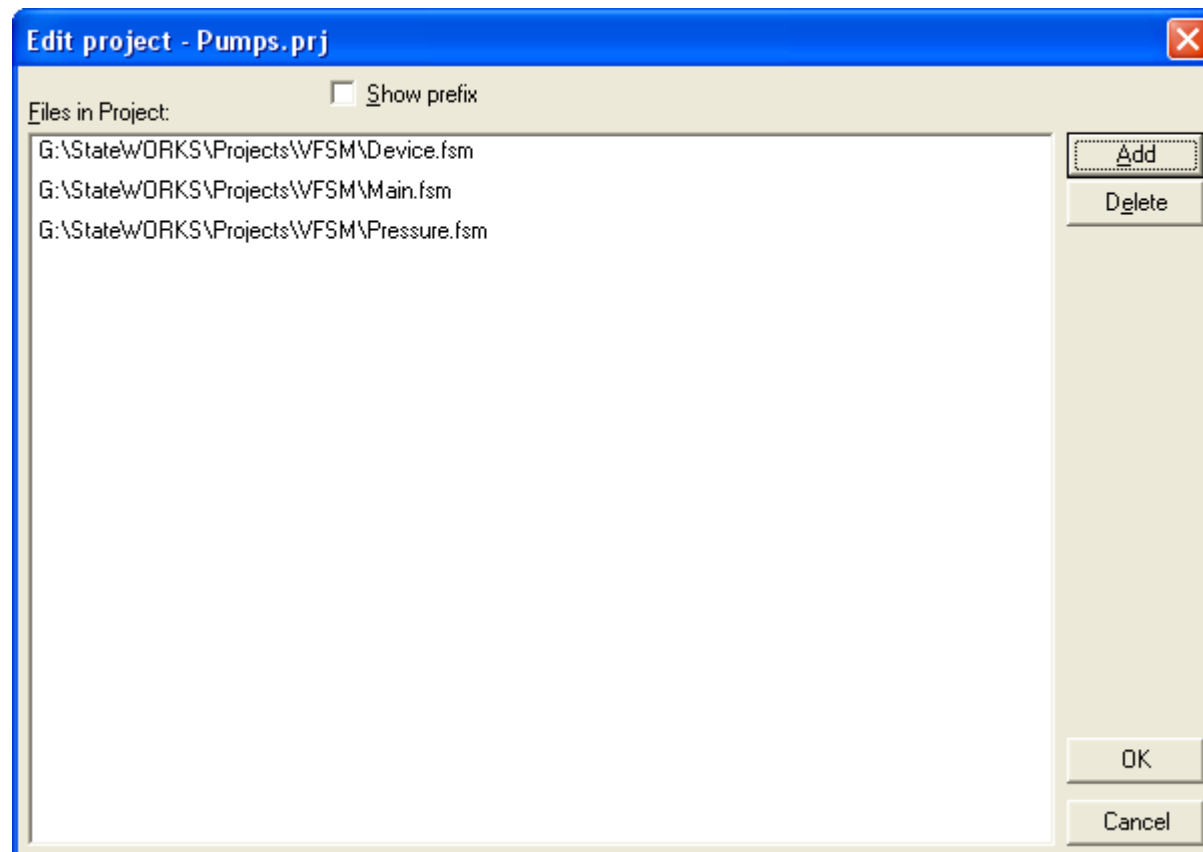 Edit project - Pumps.prj
Show prefix
Files in Project:
G:\StateWORKS\Projects\VFSM\Device.fsm
G:\StateWORKS\Projects\VFSM\Main.fsm
G:\StateWORKS\Projects\VFSM\Pressure.fsm
Add
Delete
OK
Cancel